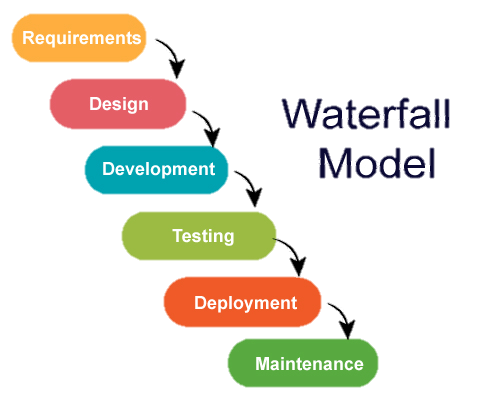 Requirements
Design
Waterfall
Model
Development
Testing
Deployment
Maintenance